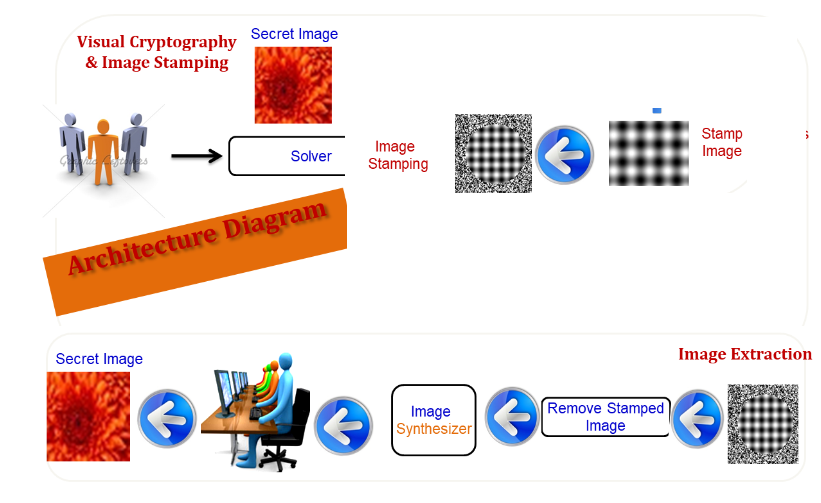 Visual Cryptography
& Image Stamping
Secret Image
Solver
Image
Stamping
Stamp
Image
Architecture Diagram
Secret Image
Image Extraction
Image
Synthesizer
Remove Stamped
Image